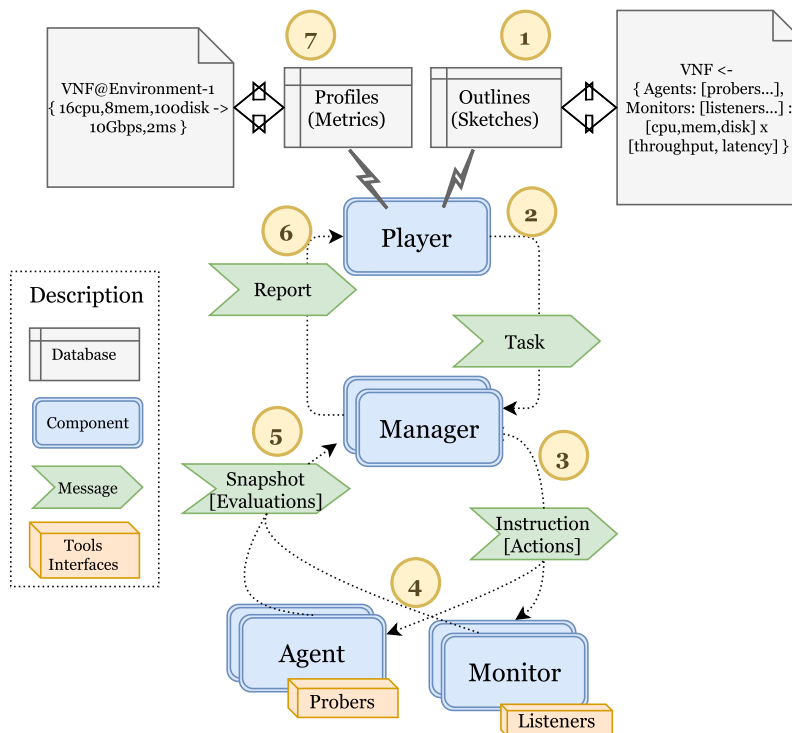 7
1
VNF@Environment-1
{ 16cpu,8mem,100disk ->
10Gbps,2ms }
Profiles
(Metrics)
Outlines
(Sketches)
VNF <-
{ Agents: [probers...],
Monitors: [listeners...] :
[cpu,mem,disk] x
[throughput, latency] }
2
6
Player
Report
Description
Database
Task
Component
Manager
5
3
Message
Snapshot
[Evaluations]
Instruction
[Actions]
Tools
Interfaces
4
Agent
Monitor
Probers
Listeners